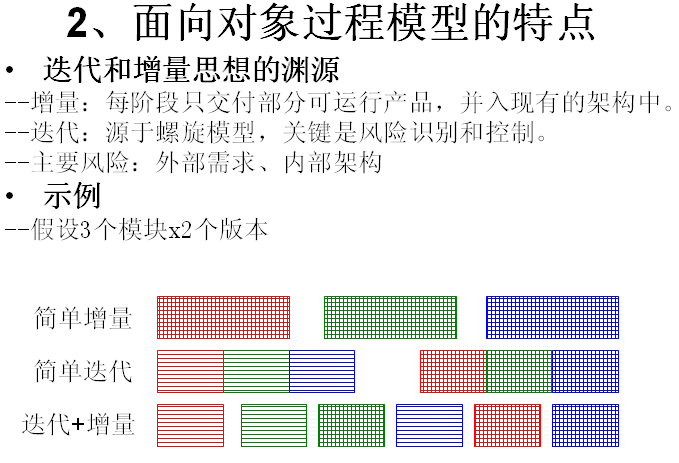 2、面向对象过程模型的特点
• 迭代和增量思想的渊源
--增量：每阶段只交付部分可运行产品，并入现有的架构中。
--迭代：源于螺旋模型，关键是风险识别和控制。
--主要风险：外部需求、内部架构
• 示例
--假设3个模块x2个版本
简单增量
简单迭代
迭代+增量